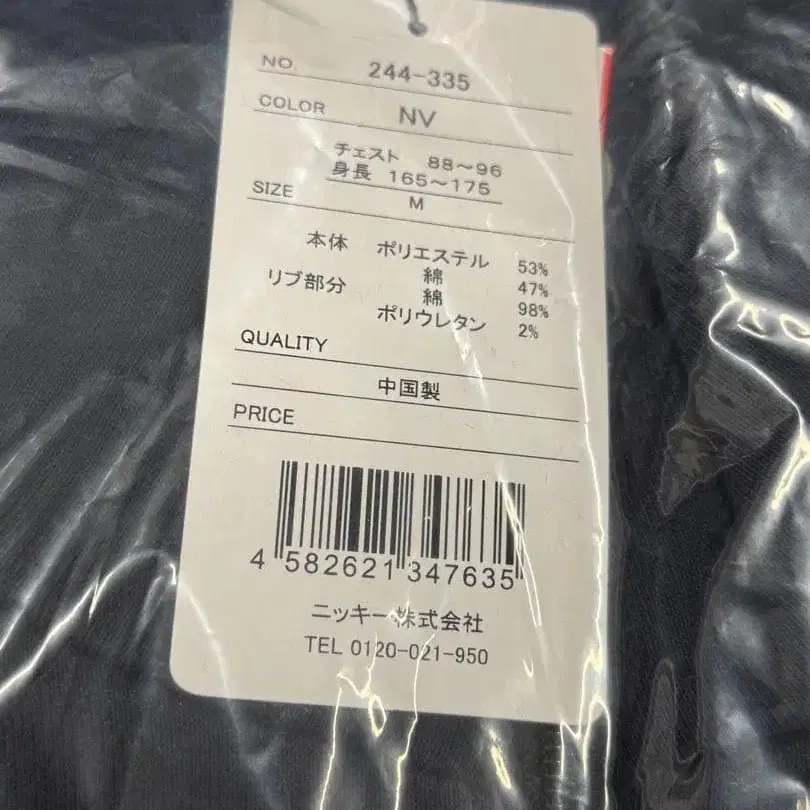 NO. 244-335
COLOR NV
チェスト 88～96
身長 165～175
SIZE M
本体 ポリエステル 53%
綿 47%
リブ部分 綿 98%
ポリウレタン 2%
QUALITY
中国製
PRICE
4 582621 347635
ニッキー株式会社
TEL 0120-021-950